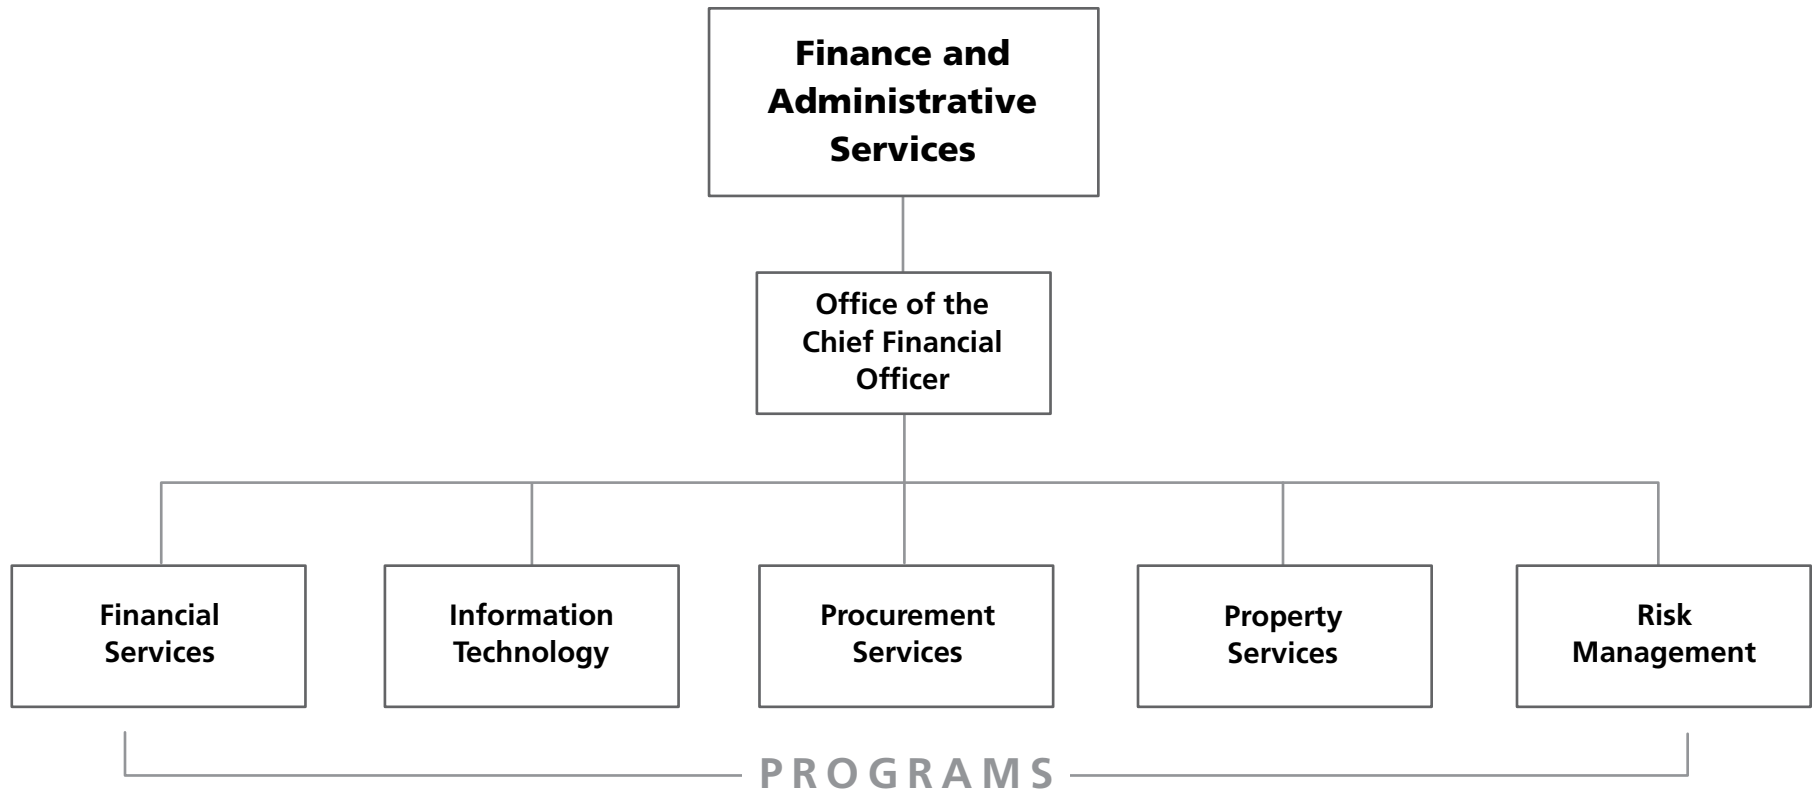 Finance and
Administrative
Services
Office of the
Chief Financial
Officer
Financial
Services
Information
Technology
Procurement
Services
Property
Services
Risk
Management
PROGRAMS